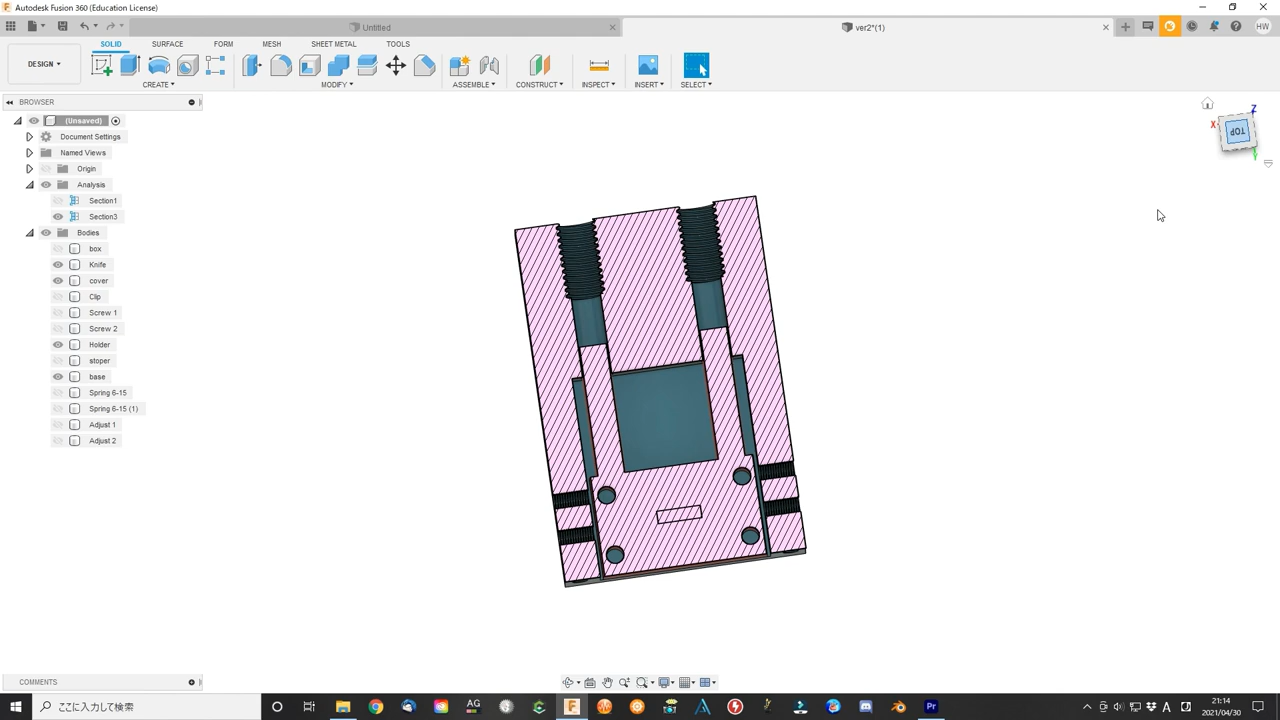 Autodesk Fusion 360 (Education License)
Untitled
ver2*(1)
HW
DESIGN
SOLID
SURFACE
FORM
MESH
SHEET METAL
TOOLS
CREATE
MODIFY
ASSEMBLE
CONSTRUCT
INSPECT
INSERT
SELECT
BROWSER
(Unsaved)
Document Settings
Named Views
Origin
Analysis
Section1
Section3
Bodies
box
Knife
cover
Clip
Screw 1
Screw 2
Holder
stoper
base
Spring 6-15
Spring 6-15 (1)
Adjust 1
Adjust 2
Z
X
TOP
Y
COMMENTS
ここに入力して検索
AG
F
Pr
A
21:14
2021/04/30